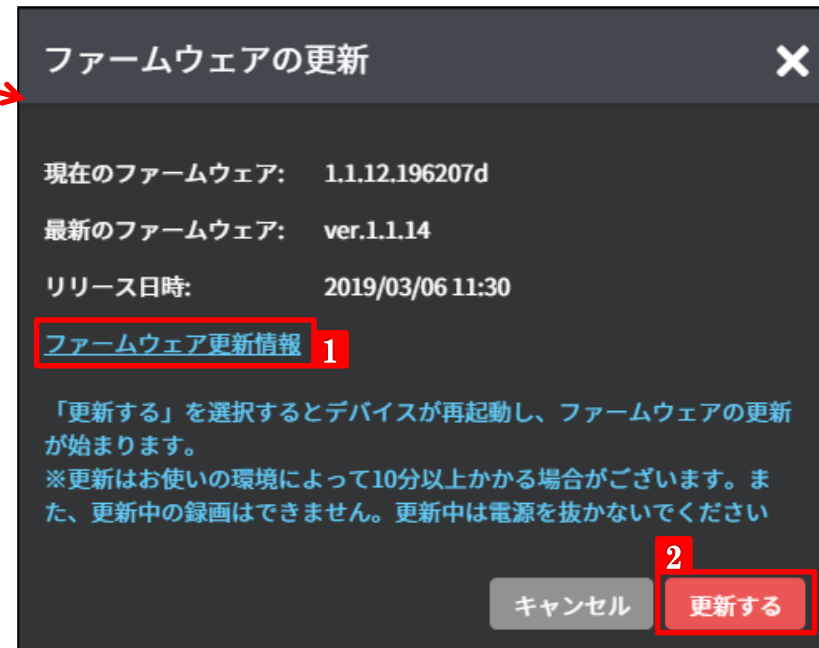 ファームウェアの更新
現在のファームウェア: 1.1.12.196207d
最新のファームウェア: ver.1.1.14
リリース日時: 2019/03/06 11:30
ファームウェア更新情報 1
「更新する」を選択するとデバイスが再起動し、ファームウェアの更新
が始まります。
※更新はお使いの環境によって10分以上かかる場合がございます。ま
た、更新中の録画はできません。更新中は電源を抜かないでください
2
キャンセル 更新する